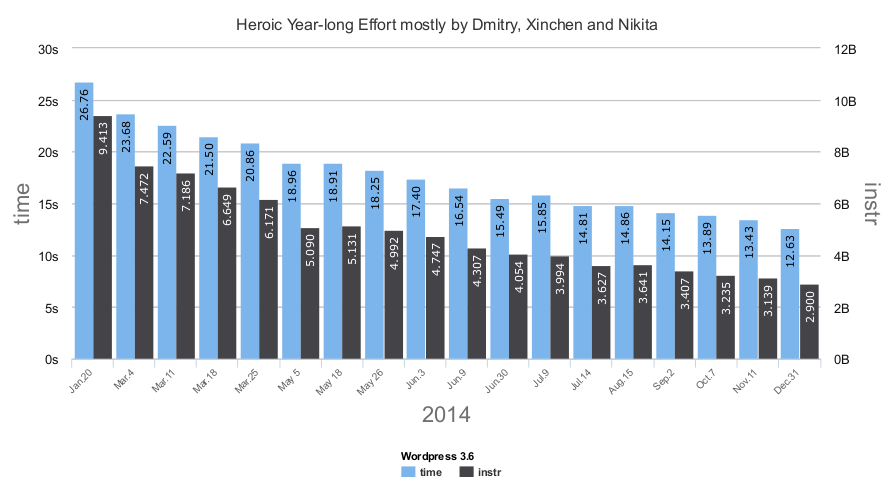 Heroic Year-long Effort mostly by Dmitry, Xinchen and Nikita
30s 12B
25s 10B
20s 8B
15s 6B
10s 4B
5s 2B
0s 0B
time
instr
26.76 9.413
23.68 7.472
22.59 7.186
21.50 6.649
20.86 6.171
18.96 5.090
18.91 5.131
18.25 4.992
17.40 4.747
16.54 4.307
15.49 4.054
15.85 3.994
14.81 3.627
14.86 3.641
14.15 3.407
13.89 3.235
13.43 3.139
12.63 2.900
Jan.20 Mar.4 Mar.11 Mar.18 Mar.25 May 5 May 18 May 26 Jun.3 Jun.9 Jun.30 Jul.9 Jul.14 Aug.15 Sep.2 Oct.7 Nov.11 Dec.31
2014
Wordpress 3.6
time instr